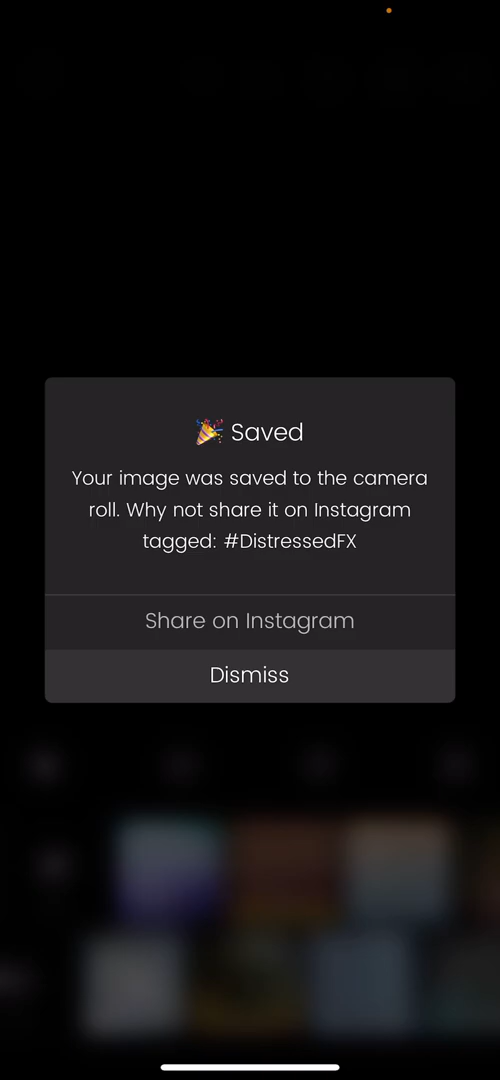 🎉 Saved
Your image was saved to the camera
roll. Why not share it on Instagram
tagged: #DistressedFX
Share on Instagram
Dismiss